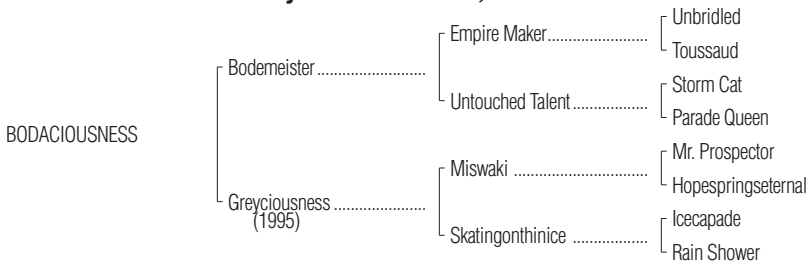 Unbridled
Empire Maker
Toussaud
Bodemeister
Storm Cat
Untouched Talent
Parade Queen
BODACIOUSNESS
Mr. Prospector
Miswaki
Hopespringseternal
Greyciousness
(1995)
Icecapade
Skatingonthinice
Rain Shower